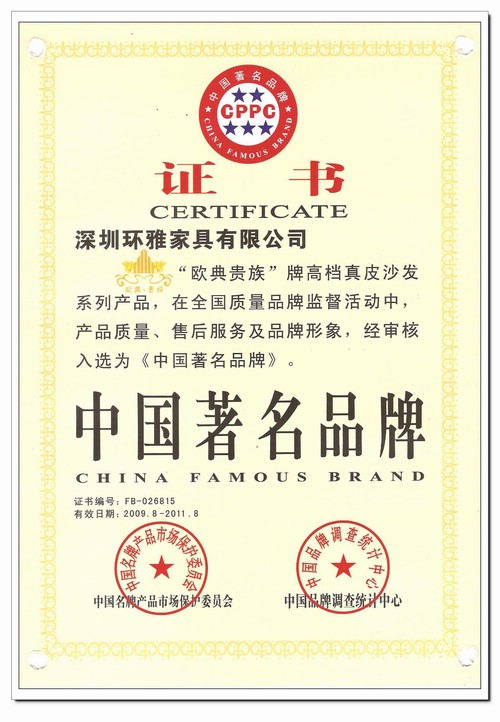 中国著名品牌
CPPC
CHINA FAMOUS BRAND
证书
CERTIFICATE
深圳环雅家具有限公司
欧典·贵族
“欧典贵族”牌高档真皮沙发
系列产品，在全国质量品牌监督活动中，
产品质量、售后服务及品牌形象，经审核
入选为《中国著名品牌》。
中国著名品牌
CHINA FAMOUS BRAND
证书编号：FB-026815
有效日期：2009.8-2011.8
中国名牌产品市场保护委员会
中国品牌调查统计中心
中国名牌产品市场保护委员会
中国品牌调查统计中心